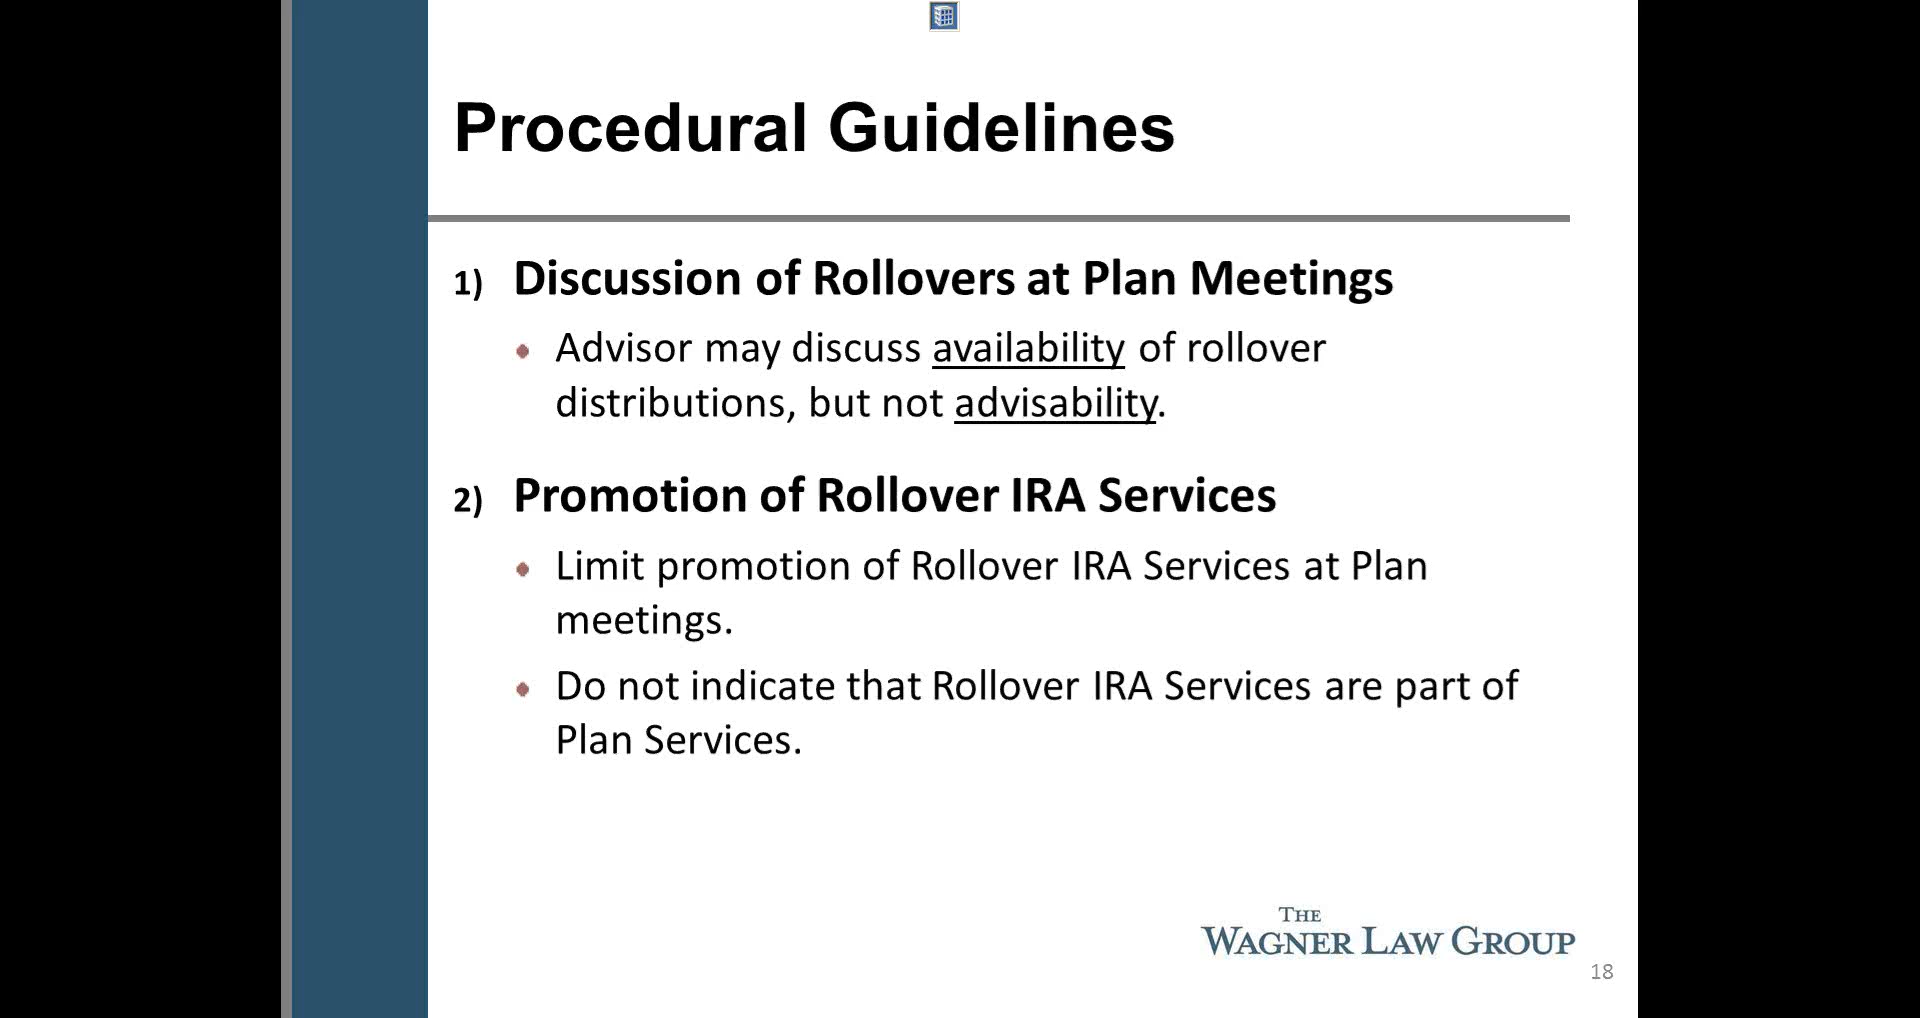 Procedural Guidelines
1) Discussion of Rollovers at Plan Meetings
Advisor may discuss availability of rollover
distributions, but not advisability.
2) Promotion of Rollover IRA Services
Limit promotion of Rollover IRA Services at Plan
meetings.
Do not indicate that Rollover IRA Services are part of
Plan Services.
THE
WAGNER LAW GROUP
18